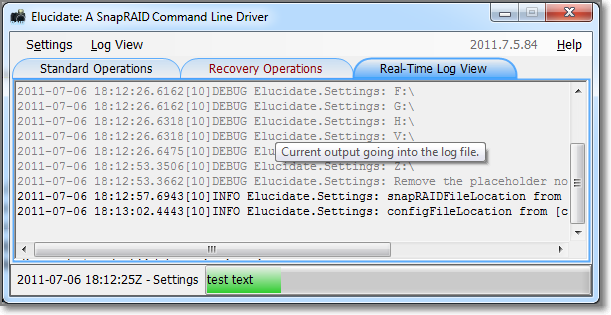 Elucidate: A SnapRAID Command Line Driver
Settings Log View 2011.7.5.84 Help
Standard Operations Recovery Operations Real-Time Log View
2011-07-06 18:12:26.6162[10]DEBUG Elucidate.Settings: F:\
2011-07-06 18:12:26.6162[10]DEBUG Elucidate.Settings: G:\
2011-07-06 18:12:26.6318[10]DEBUG Elucidate.Settings: H:\
2011-07-06 18:12:26.6318[10]DEBUG Elucidate.Settings: V:\
2011-07-06 18:12:26.6475[10]DEBUG
Current output going into the log file.
2011-07-06 18:12:53.3506[10]DEBUG Elucidate.Settings: Z:\
2011-07-06 18:12:53.3662[10]DEBUG Elucidate.Settings: Remove the placeholder no
2011-07-06 18:12:57.6943[10]INFO Elucidate.Settings: snapRAIDFileLocation from
2011-07-06 18:13:02.4443[10]INFO Elucidate.Settings: configFileLocation from [c
2011-07-06 18:12:25Z - Settings test text